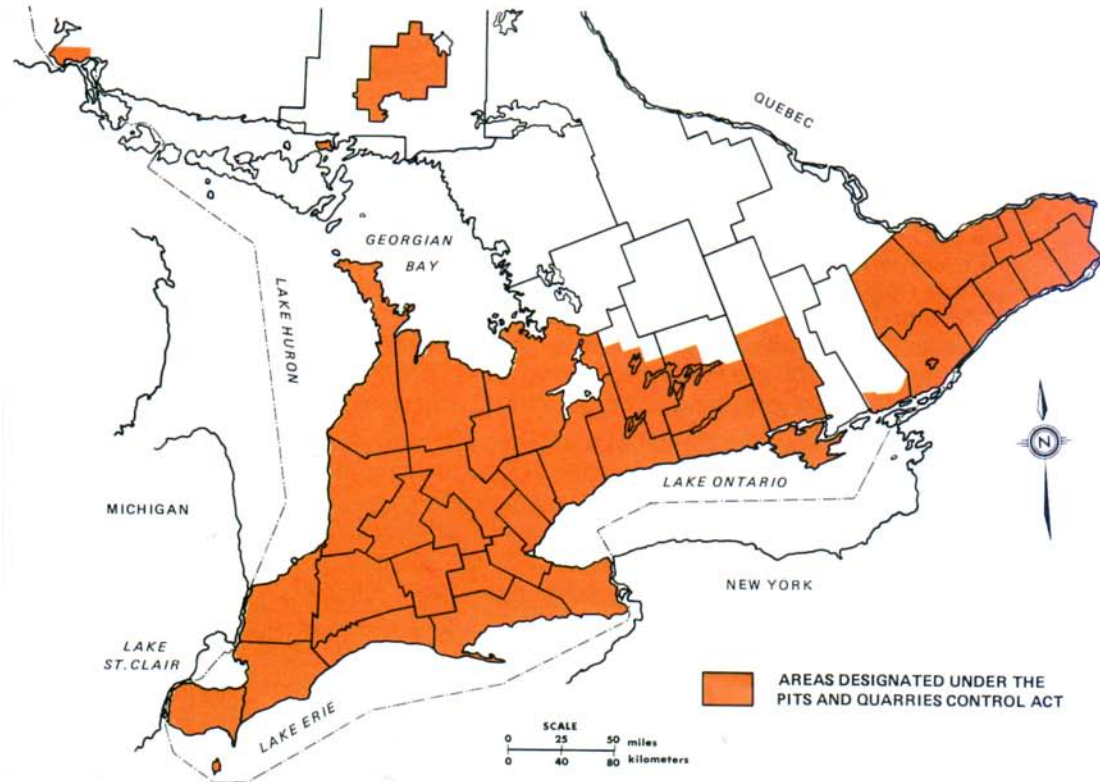 QUEBEC
GEORGIAN
BAY
LAKE HURON
N
LAKE ONTARIO
MICHIGAN
NEW YORK
LAKE
ST. CLAIR
AREAS DESIGNATED UNDER THE
PITS AND QUARRIES CONTROL ACT
LAKE ERIE
SCALE
0 25 50 miles
0 40 80 kilometers